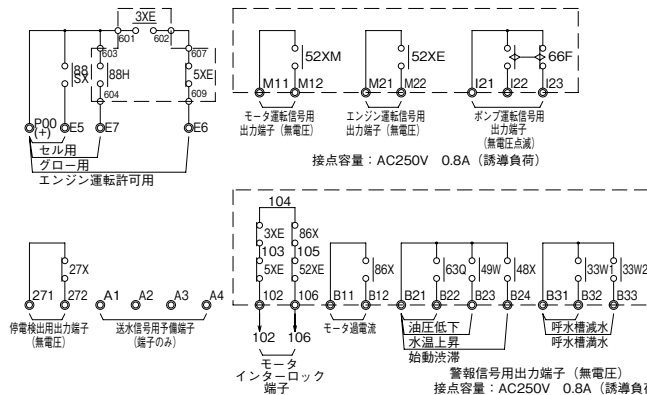 3XE
601 602
603 607
88
SX
88H
5XE
604 609
P00
(+)
E5 E7 E6
セル用
グロー用
エンジン運転許可用
52XM 52XE 66F
M11 M12 M21 M22 I21 I22 I23
モータ運転信号用
出力端子（無電圧）
エンジン運転信号用
出力端子（無電圧）
ポンプ運転信号用
出力端子
(無電圧点滅)
接点容量：AC250V 0.8A（誘導負荷）
104
3XE 86X
103 105
5XE 52XE
27X
86X 63Q 49W 48X 33W1 33W2
271 272 A1 A2 A3 A4 102 106 B11 B12 B21 B22 B23 B24 B31 B32 B33
停電検出用出力端子
(無電圧)
送水信号用予備端子
(端子のみ)
102 106
モータ
インターロック
端子
モータ過電流
油圧低下
水温上昇
始動渋滞
呼水槽減水
呼水槽満水
警報信号用出力端子（無電圧）
接点容量：AC250V 0.8A（誘導負荷